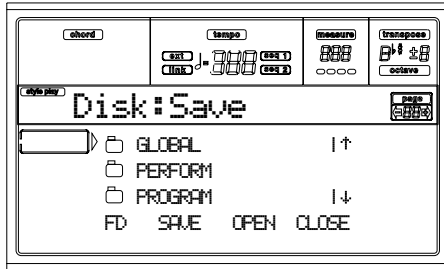 chord tempo measure transpose
ext seq 1
link seq 2
octave
style play Disk:Save page
GLOBAL
PERFORM
PROGRAM
FD SAVE OPEN CLOSE